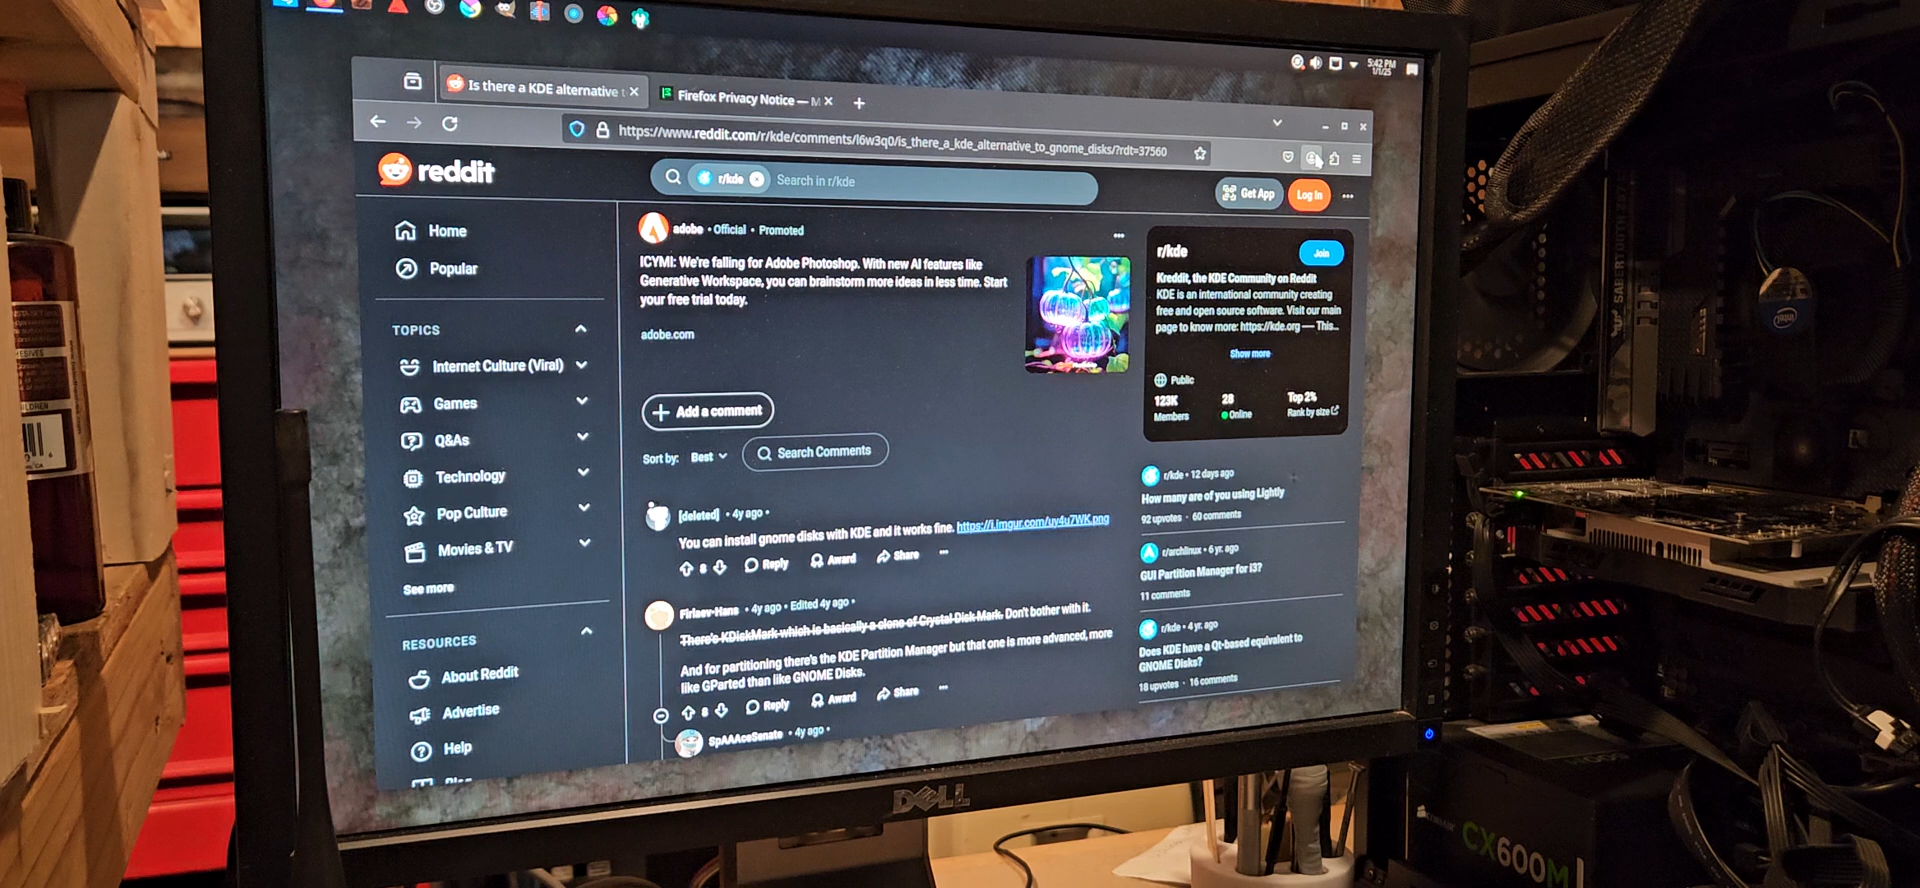 5:42 PM
1/1/25
Is there a KDE alternative t
Firefox Privacy Notice — M
https://www.reddit.com/r/kde/comments/l6w3q0/is_there_a_kde_alternative_to_gnome_disks/?rdt=37560
reddit
r/kde
Search in r/kde
Get App
Log In
Home
Popular
TOPICS
Internet Culture (Viral)
Games
Q&As
Technology
Pop Culture
Movies & TV
See more
RESOURCES
About Reddit
Advertise
Help
adobe • Official • Promoted
ICYMI: We're falling for Adobe Photoshop. With new AI features like
Generative Workspace, you can brainstorm more ideas in less time. Start
your free trial today.
adobe.com
Add a comment
Sort by: Best
Search Comments
[deleted] • 4y ago •
You can install gnome disks with KDE and it works fine. https://i.imgur.com/uy4u7WK.png
8 Reply Award Share
Firlaev-Hans • 4y ago • Edited 4y ago •
There's KDiskMark which is basically a clone of Crystal Disk Mark. Don't bother with it.
And for partitioning there's the KDE Partition Manager but that one is more advanced, more
like GParted than like GNOME Disks.
8 Reply Award Share
SpAAAceSenate • 4y ago •
r/kde
Join
Kreddit, the KDE Community on Reddit
KDE is an international community creating
free and open source software. Visit our main
page to know more: https://kde.org — This...
Show more
Public
123K 28 Top 2%
Members Online Rank by size
r/kde • 12 days ago
How many are of you using Lightly
92 upvotes · 60 comments
r/archlinux • 6 yr. ago
GUI Partition Manager for i3?
11 comments
r/kde • 4 yr. ago
Does KDE have a Qt-based equivalent to
GNOME Disks?
18 upvotes · 16 comments
DELL
intel
SABERTOOTH
CORSAIR
CX600M